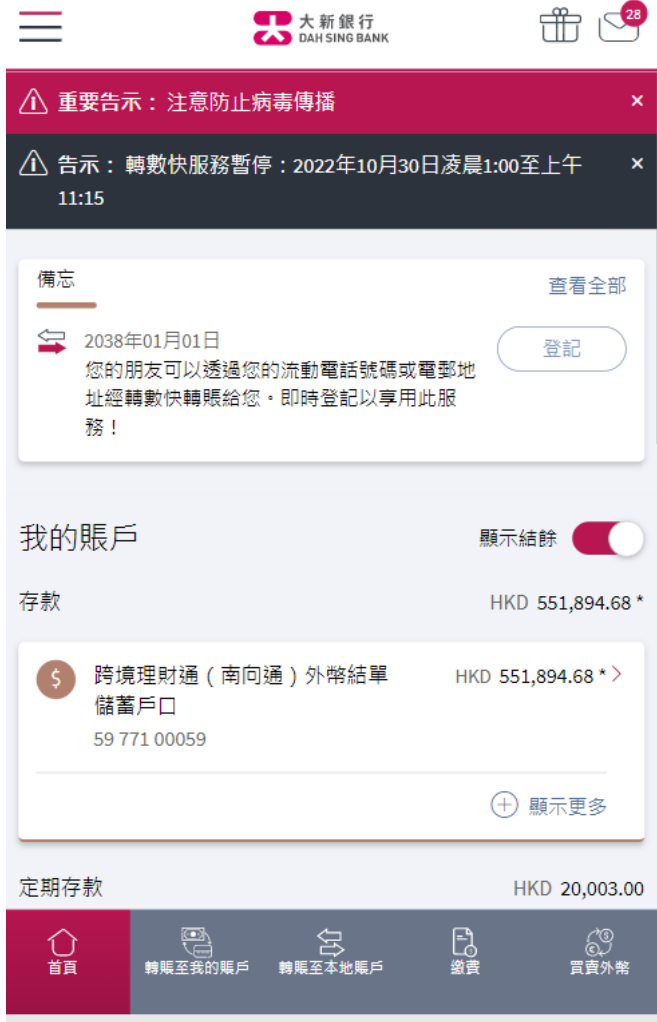 大新銀行
DAH SING BANK
28
重要告示：注意防止病毒傳播 ×
告示：轉數快服務暫停：2022年10月30日凌晨1:00至上午 ×
11:15
備忘
查看全部
2038年01月01日
登記
您的朋友可以透過您的流動電話號碼或電郵地
址經轉數快轉賬給您。即時登記以享用此服
務！
我的賬戶
顯示結餘
存款
HKD 551,894.68 *
跨境理財通（南向通）外幣結單
HKD 551,894.68 *
儲蓄戶口
59 771 00059
顯示更多
定期存款
HKD 20,003.00
首頁
轉賬至我的賬戶
轉賬至本地賬戶
繳費
買賣外幣